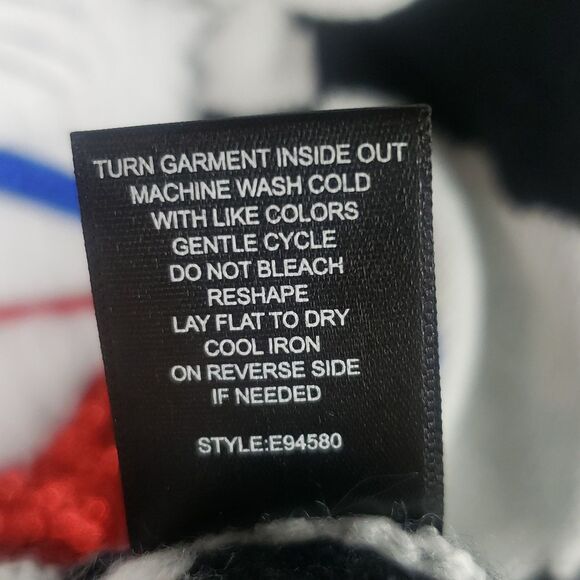 TURN GARMENT INSIDE OUT
MACHINE WASH COLD
WITH LIKE COLORS
GENTLE CYCLE
DO NOT BLEACH
RESHAPE
LAY FLAT TO DRY
COOL IRON
ON REVERSE SIDE
IF NEEDED
STYLE:E94580